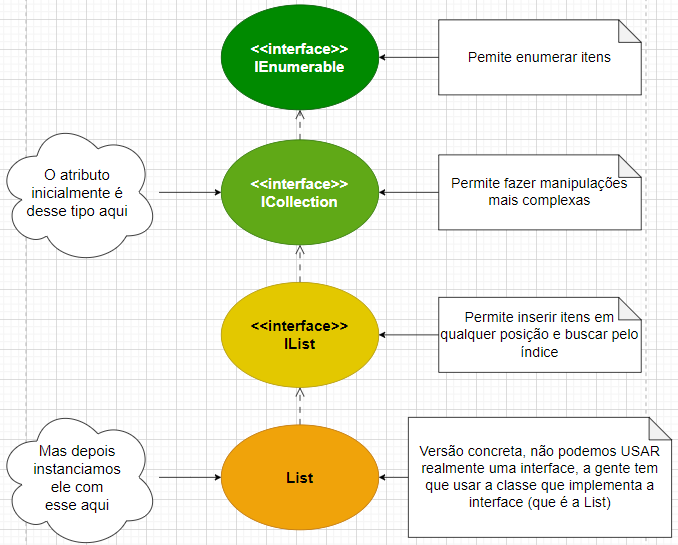 <<interface>>
IEnumerable
Pemite enumerar itens
O atributo
inicialmente é
desse tipo aqui
<<interface>>
ICollection
Permite fazer manipulações
mais complexas
<<interface>>
IList
Permite inserir itens em
qualquer posição e buscar pelo
índice
Mas depois
instanciamos
ele com
esse aqui
List
Versão concreta, não podemos USAR
realmente uma interface, a gente tem
que usar a classe que implementa a
interface (que é a List)